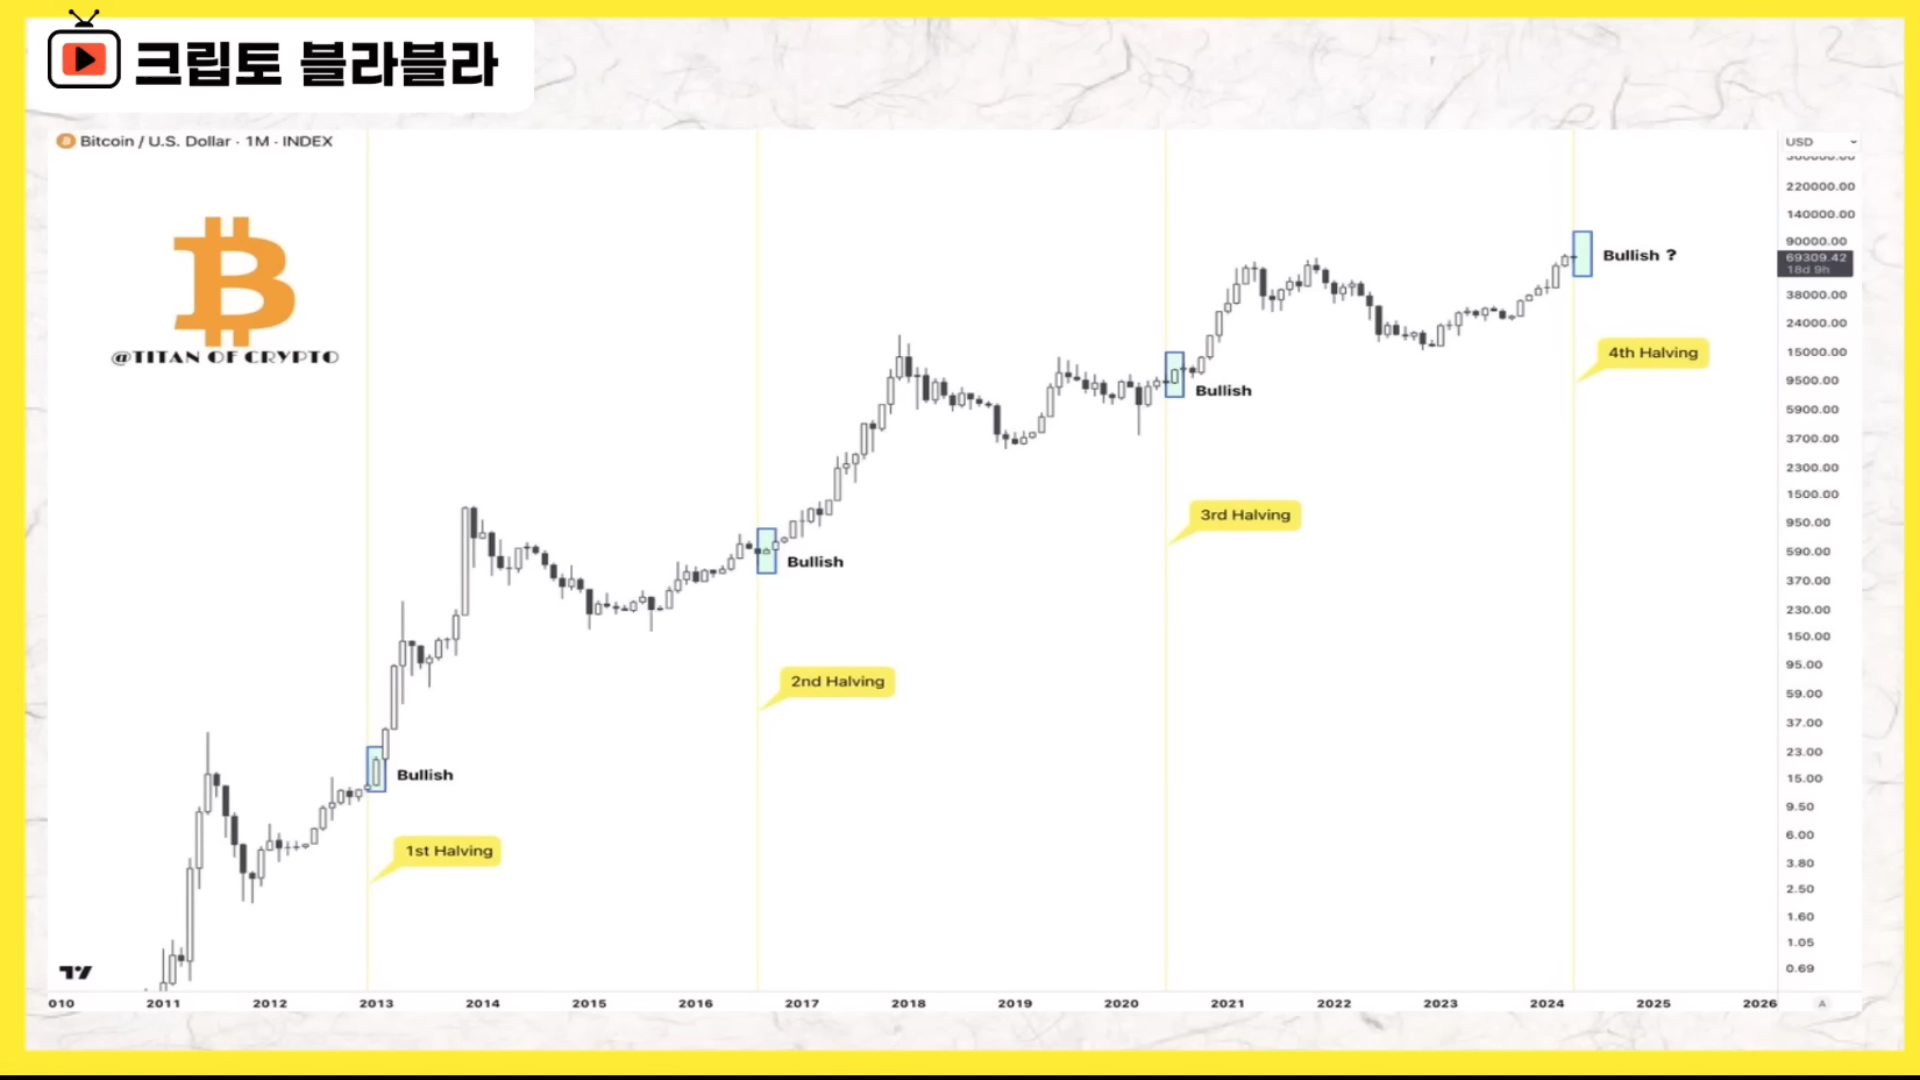 크립토 블라블라
Bitcoin / U.S. Dollar · 1M · INDEX
USD
220000.00
140000.00
90000.00
69309.42
18d 9h
38000.00
24000.00
15000.00
9500.00
5900.00
3700.00
2300.00
1500.00
950.00
590.00
370.00
230.00
150.00
95.00
59.00
37.00
23.00
15.00
9.50
6.00
3.80
2.50
1.60
1.05
0.69
@TITAN OF CRYPTO
Bullish ?
4th Halving
Bullish
3rd Halving
Bullish
2nd Halving
Bullish
1st Halving
010 2011 2012 2013 2014 2015 2016 2017 2018 2019 2020 2021 2022 2023 2024 2025 2026 A